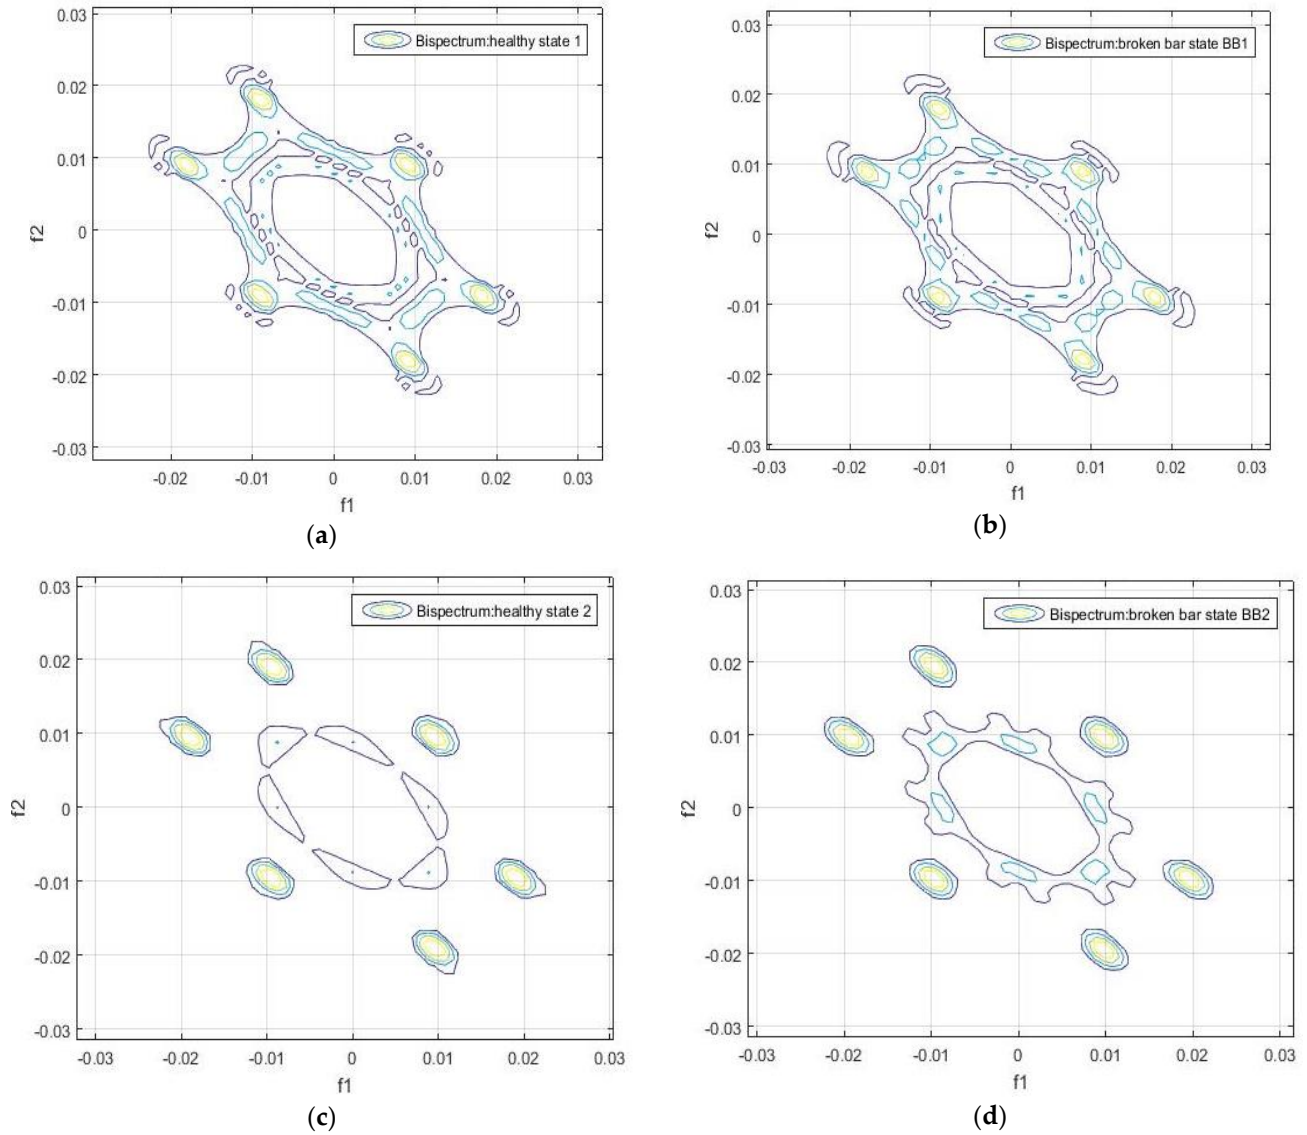 0.03
0.02
0.01
0
-0.01
-0.02
-0.03
f2
Bispectrum:healthy state 1
-0.02 -0.01 0 0.01 0.02 0.03
f1
(a)
0.03
0.02
0.01
0
-0.01
-0.02
-0.03
f2
Bispectrum:broken bar state BB1
-0.03 -0.02 -0.01 0 0.01 0.02 0.03
f1
(b)
0.03
0.02
0.01
0
-0.01
-0.02
-0.03
f2
Bispectrum:healthy state 2
-0.03 -0.02 -0.01 0 0.01 0.02 0.03
f1
(c)
0.03
0.02
0.01
0
-0.01
-0.02
-0.03
f2
Bispectrum:broken bar state BB2
-0.03 -0.02 -0.01 0 0.01 0.02 0.03
f1
(d)